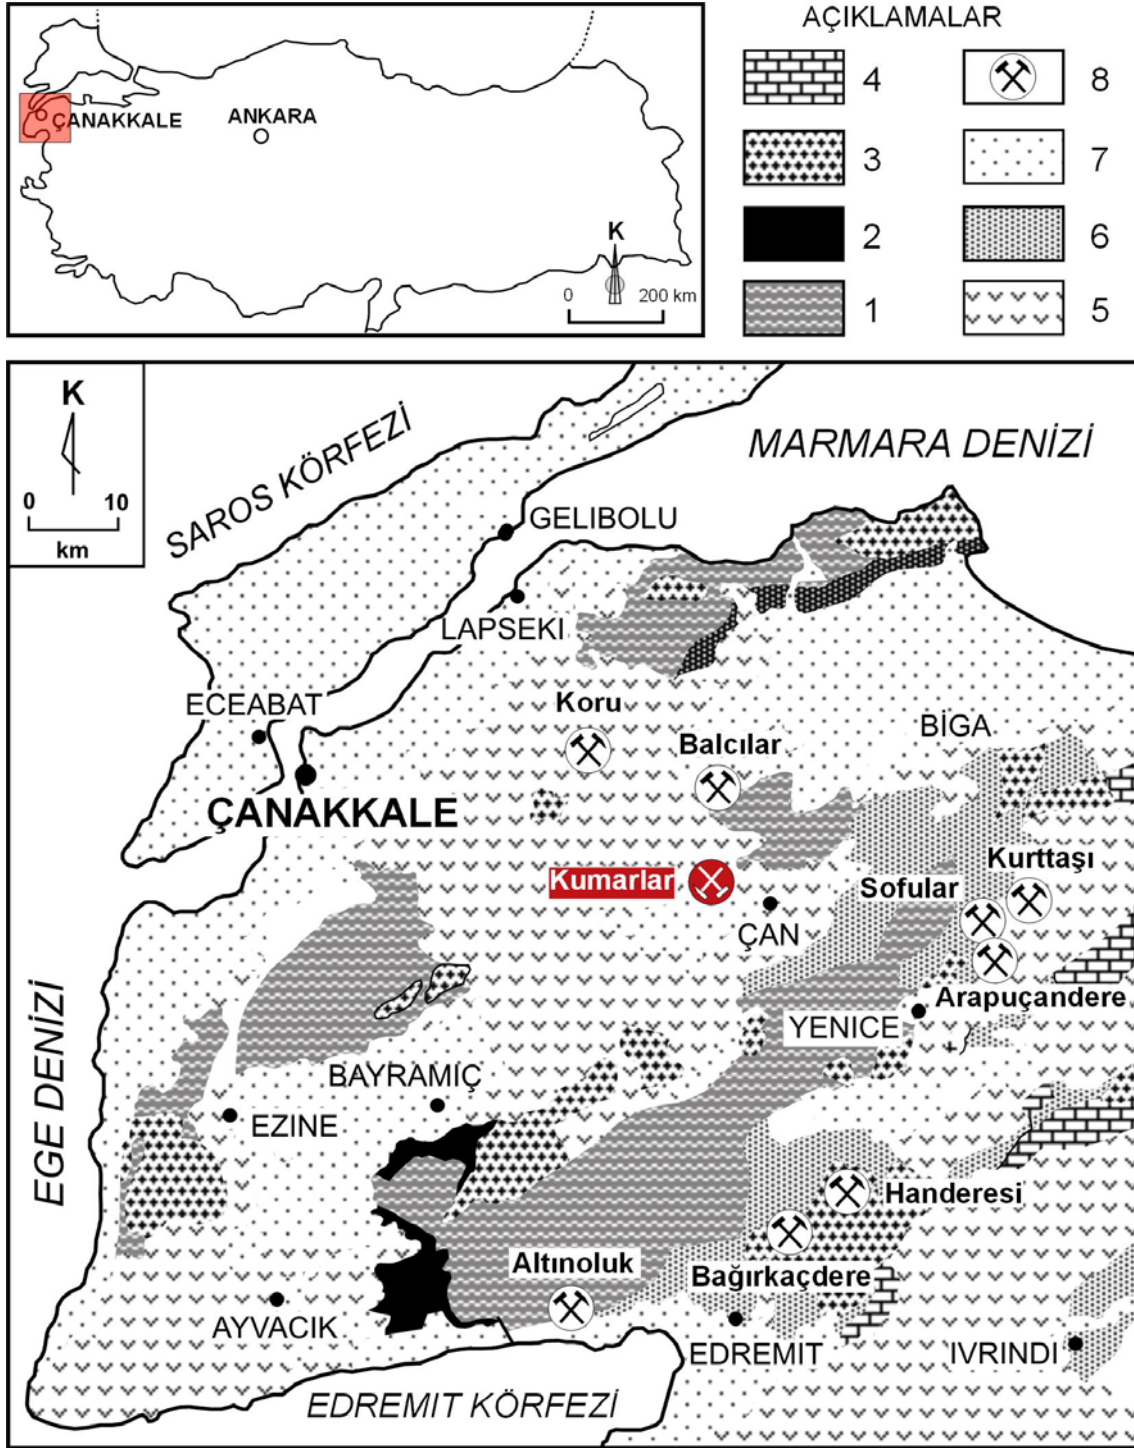 AÇIKLAMALAR
4
8
3
7
2
6
1
5
ÇANAKKALE
ANKARA
K
0
200 km
K
0
10
km
SAROS KÖRFEZİ
MARMARA DENİZİ
GELIBOLU
LAPSEKI
ECEABAT
ÇANAKKALE
Koru
Balcılar
BİGA
Kumarlar
ÇAN
Kurttaşı
Sofular
Arapuçandere
YENICE
EGE DENİZİ
BAYRAMIÇ
EZINE
Handeresi
Altınoluk
Bağırkaçdere
AYVACIK
EDREMIT
IVRINDI
EDREMIT KÖRFEZİ